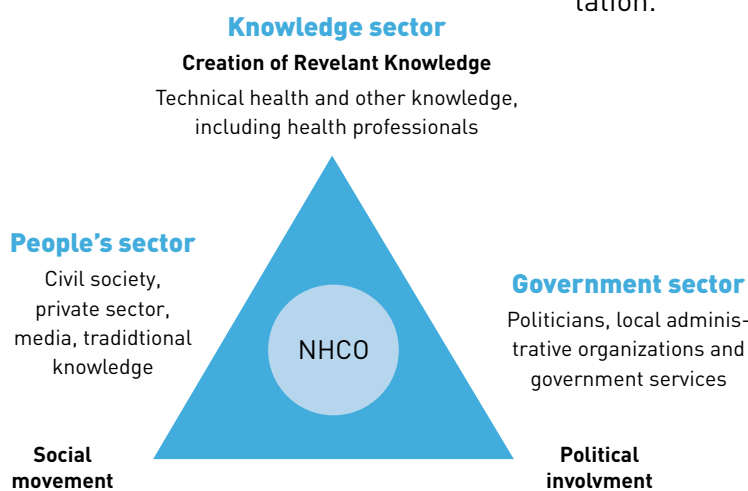 tation.
Knowledge sector
Creation of Revelant Knowledge
Technical health and other knowledge,
including health professionals
People's sector
Civil society,
private sector,
media, tradidtional
knowledge
Government sector
Politicians, local adminis-
trative organizations and
government services
NHCO
Social
movement
Political
involvment